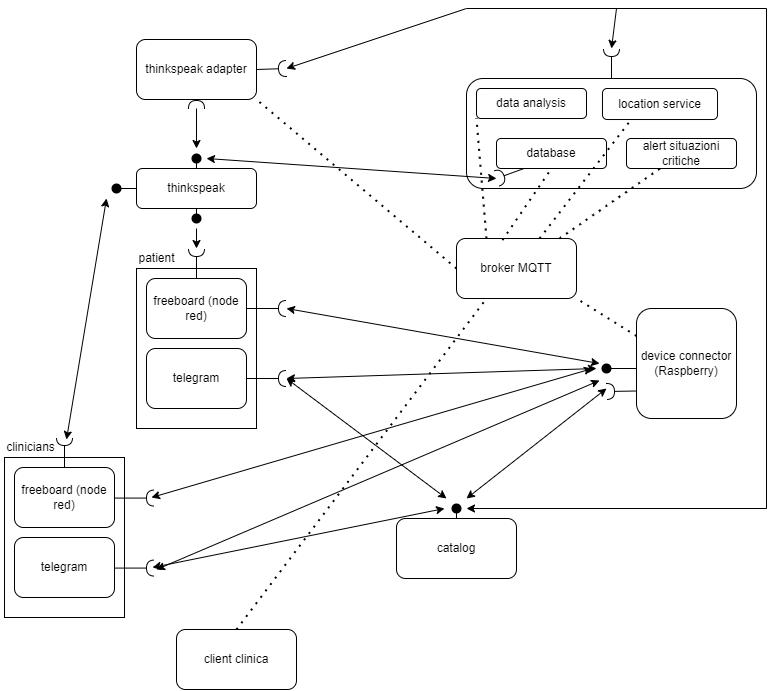 thinkspeak adapter
data analysis
location service
database
alert situazioni
critiche
thinkspeak
patient
broker MQTT
freeboard (node
red)
telegram
device connector
(Raspberry)
clinicians
freeboard (node
red)
telegram
catalog
client clinica